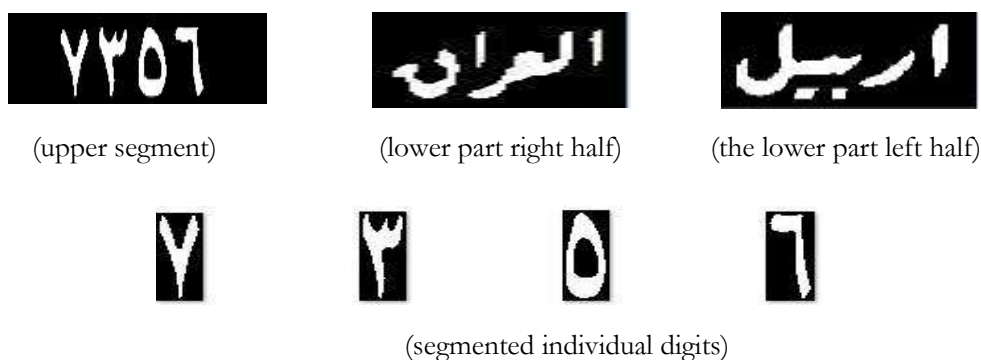 ٧٣٥٦
العراق
اربيل
(upper segment)
(lower part right half)
(the lower part left half)
٧ ٣ ٥ ٦
(segmented individual digits)